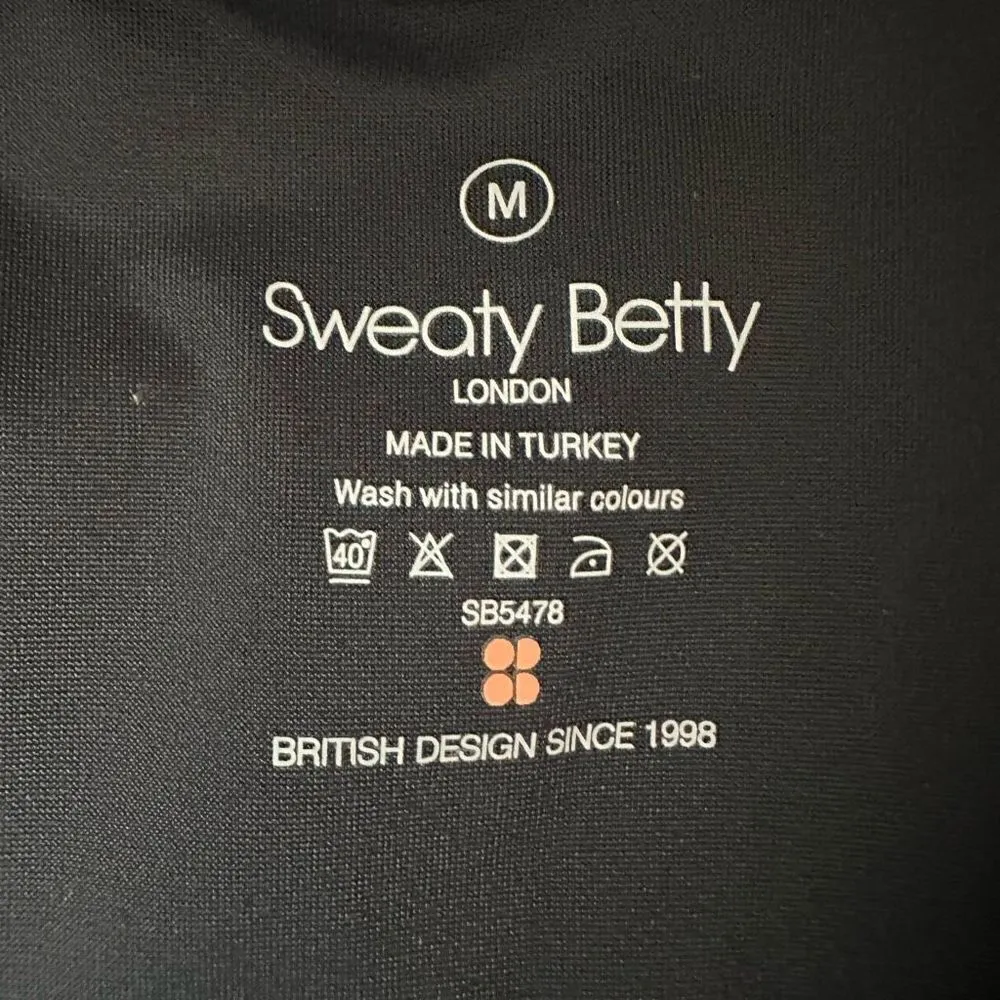 M
Sweaty Betty
LONDON
MADE IN TURKEY
Wash with similar colours
40°
SB5478
BRITISH DESIGN SINCE 1998